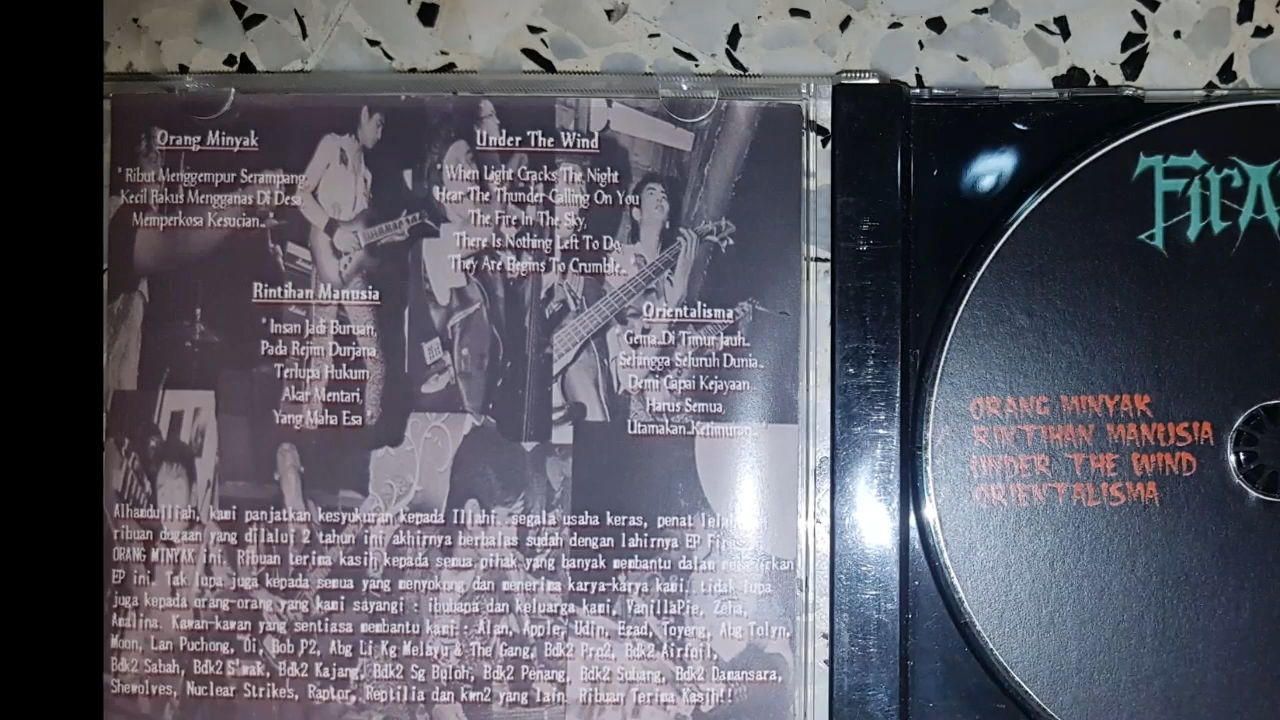 Orang Minyak
" Ribut Menggempur Serampang,
Kecil Rakus Mengganas Di Desa,
Memperkosa Kesucian..
Under The Wind
" When Light Cracks The Night
Hear The Thunder Calling On You
The Fire In The Sky,
There Is Nothing Left To Do,
They Are Begins To Crumble..
Rintihan Manusia
" Insan Jadi Buruan,
Pada Rejim Durjana,
Terlupa Hukum,
Akar Mentari,
Yang Maha Esa "
Orientalisma
Gema..Di Timur Jauh..
Sehingga Seluruh Dunia..
Demi Capai Kejayaan,
Harus Semua,
Utamakan..Ketimuran.. "
Alhamdulliah, kami panjatkan kesyukuran kepada Illahi..segala usaha keras, penat
ribuan dugaan yang dilalui 2 tahun ini akhirnya berbalas sudah dengan lahirnya EP
ORANG MINYAK ini. Ribuan terima kasih kepada semua pihak yang banyak membantu dalam
EP ini. Tak lupa juga kepada semua yang menyokong dan menerima karya-karya kami. tidak lupa
juga kepada orang-orang yang kami sayangi : ibubapa dan keluarga kami, VanillaPie, Zeha,
Amalina. Kawan-kawan yang sentiasa membantu kami : Alan, Apple, Udin, Ezad, Toyeng, Abg Tolyn,
Moon, Lan Puchong, Oi, Bob P2, Abg Li Kg Melayu & The Gang, Bdk2 Pro2, Bdk2 Airfoil,
Bdk2 Sabah, Bdk2 S'wak, Bdk2 Kajang, Bdk2 Sg Buloh, Bdk2 Penang, Bdk2 Subang, Bdk2 Damansara,
Shewolves, Nuclear Strikes, Raptor, Reptilia dan kwn2 yang lain. Ribuan Terima Kasih!!
FirA
ORANG MINYAK
RINTIHAN MANUSIA
UNDER THE WIND
ORIENTALISMA